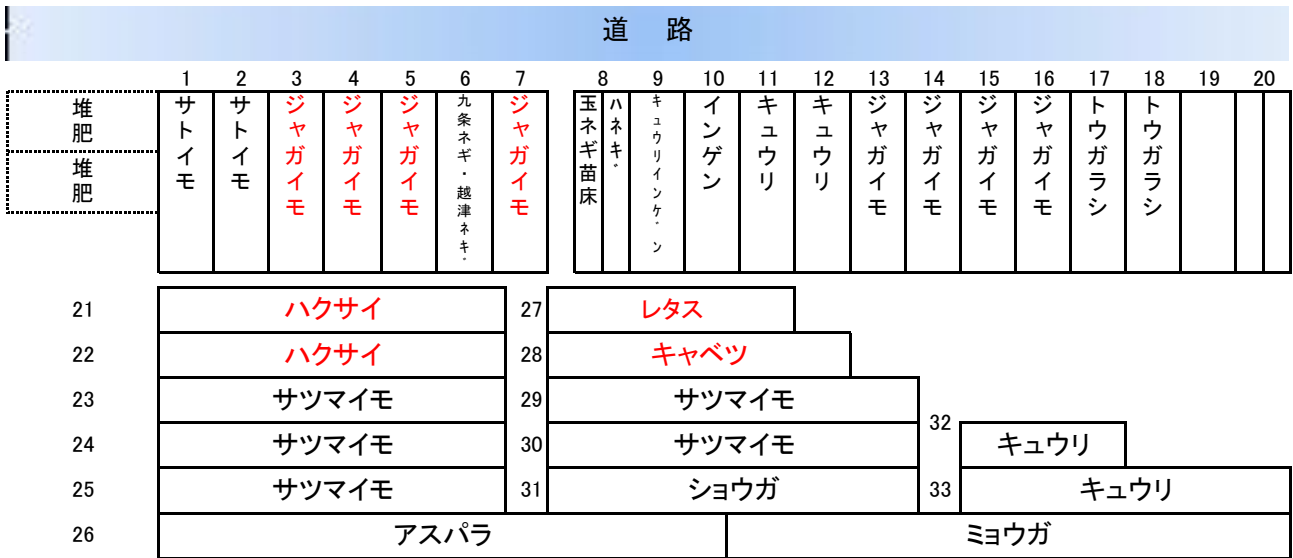 道 路
1 2 3 4 5 6 7 8 9 10 11 12 13 14 15 16 17 18 19 20
堆肥
堆肥
サトイモ
サトイモ
ジャガイモ
ジャガイモ
ジャガイモ
九条ネギ・越津ネギ
ジャガイモ
玉ネギ苗床
ハネギ
キュウリインゲン
インゲン
キュウリ
キュウリ
ジャガイモ
ジャガイモ
ジャガイモ
ジャガイモ
トウガラシ
トウガラシ
21 ハクサイ 27 レタス
22 ハクサイ 28 キャベツ
23 サツマイモ 29 サツマイモ
32
24 サツマイモ 30 サツマイモ キュウリ
25 サツマイモ 31 ショウガ 33 キュウリ
26 アスパラ ミョウガ